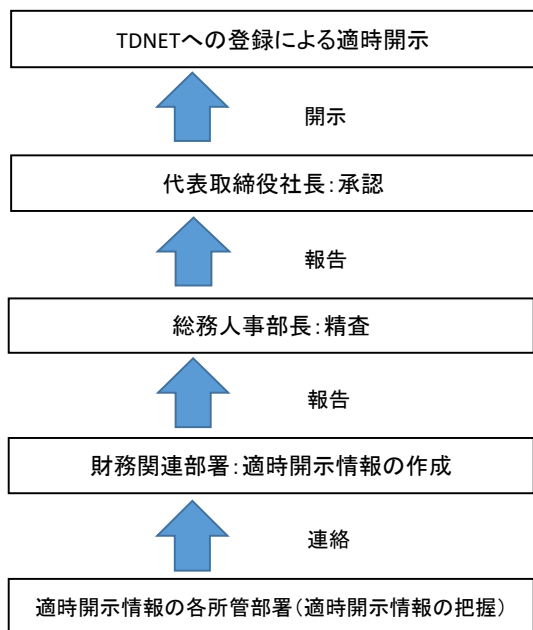 TDNETへの登録による適時開示
開示
代表取締役社長：承認
報告
総務人事部長：精査
報告
財務関連部署：適時開示情報の作成
連絡
適時開示情報の各所管部署（適時開示情報の把握）